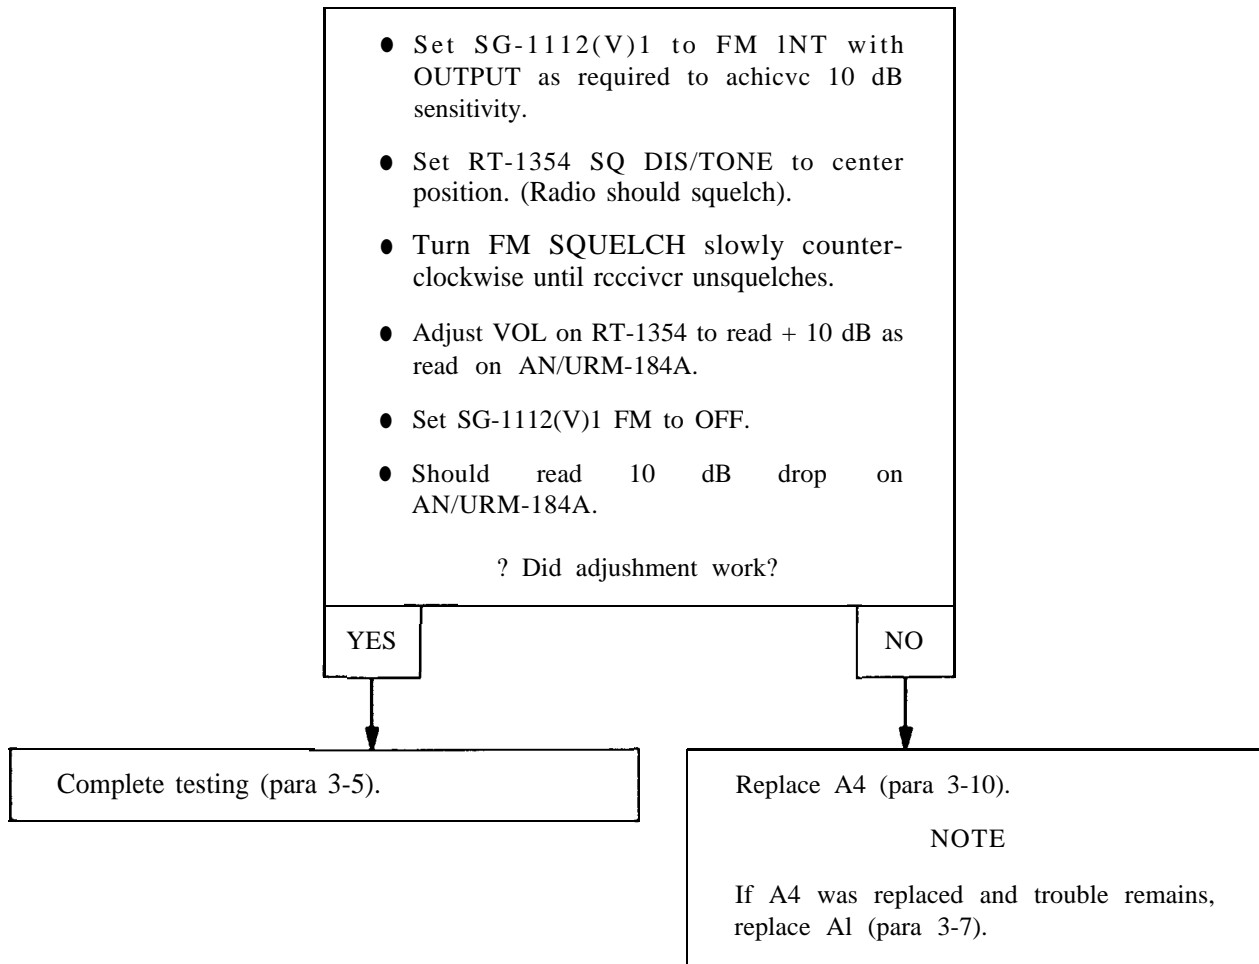 ● Set SG-1112(V)1 to FM lNT with
OUTPUT as required to achicvc 10 dB
sensitivity.
● Set RT-1354 SQ DIS/TONE to center
position. (Radio should squelch).
● Turn FM SQUELCH slowly counter-
clockwise until rcccivcr unsquelches.
● Adjust VOL on RT-1354 to read + 10 dB as
read on AN/URM-184A.
● Set SG-1112(V)1 FM to OFF.
● Should read 10 dB drop on
AN/URM-184A.
? Did adjushment work?
YES
NO
Complete testing (para 3-5).
Replace A4 (para 3-10).
NOTE
If A4 was replaced and trouble remains,
replace Al (para 3-7).